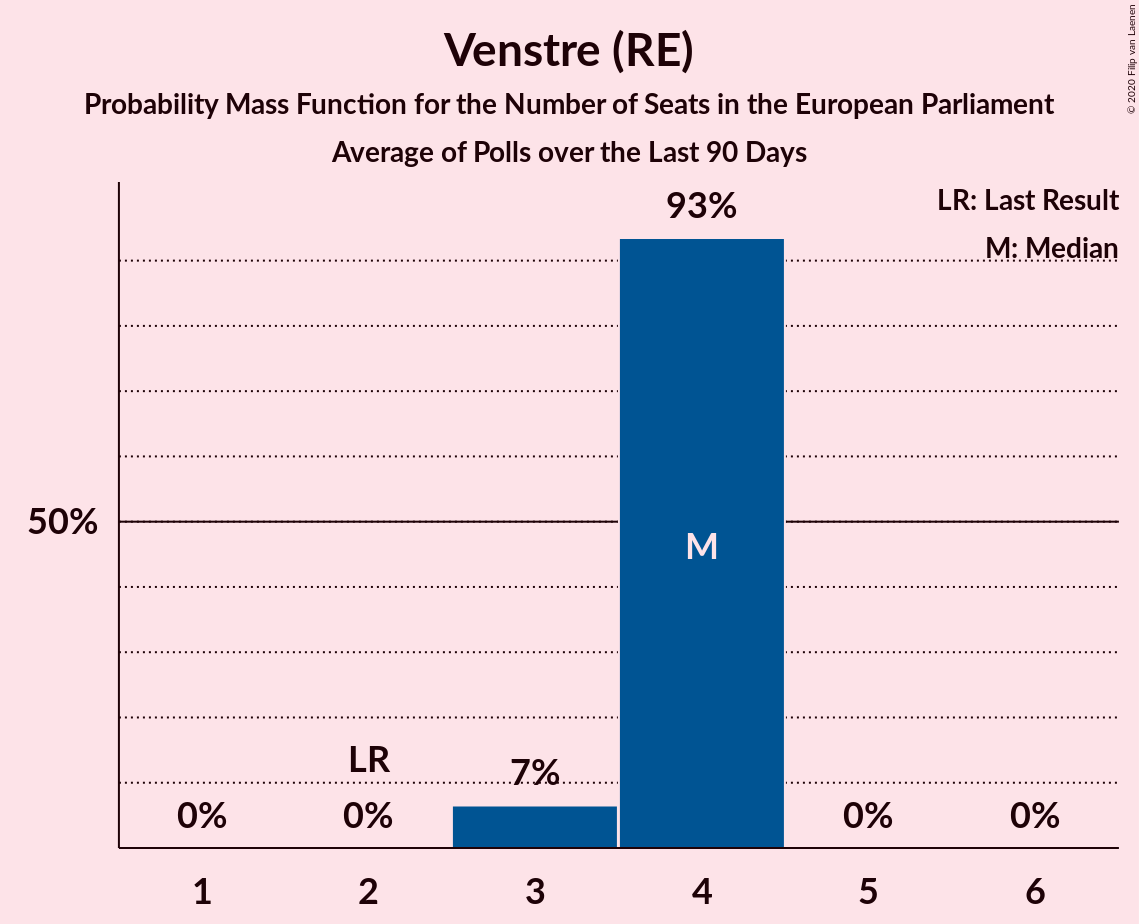 Venstre (RE)
Probability Mass Function for the Number of Seats in the European Parliament
Average of Polls over the Last 90 Days
© 2020 Filip van Laenen
LR: Last Result
M: Median
93%
50%
M
LR
7%
0% 0% 0% 0%
1 2 3 4 5 6